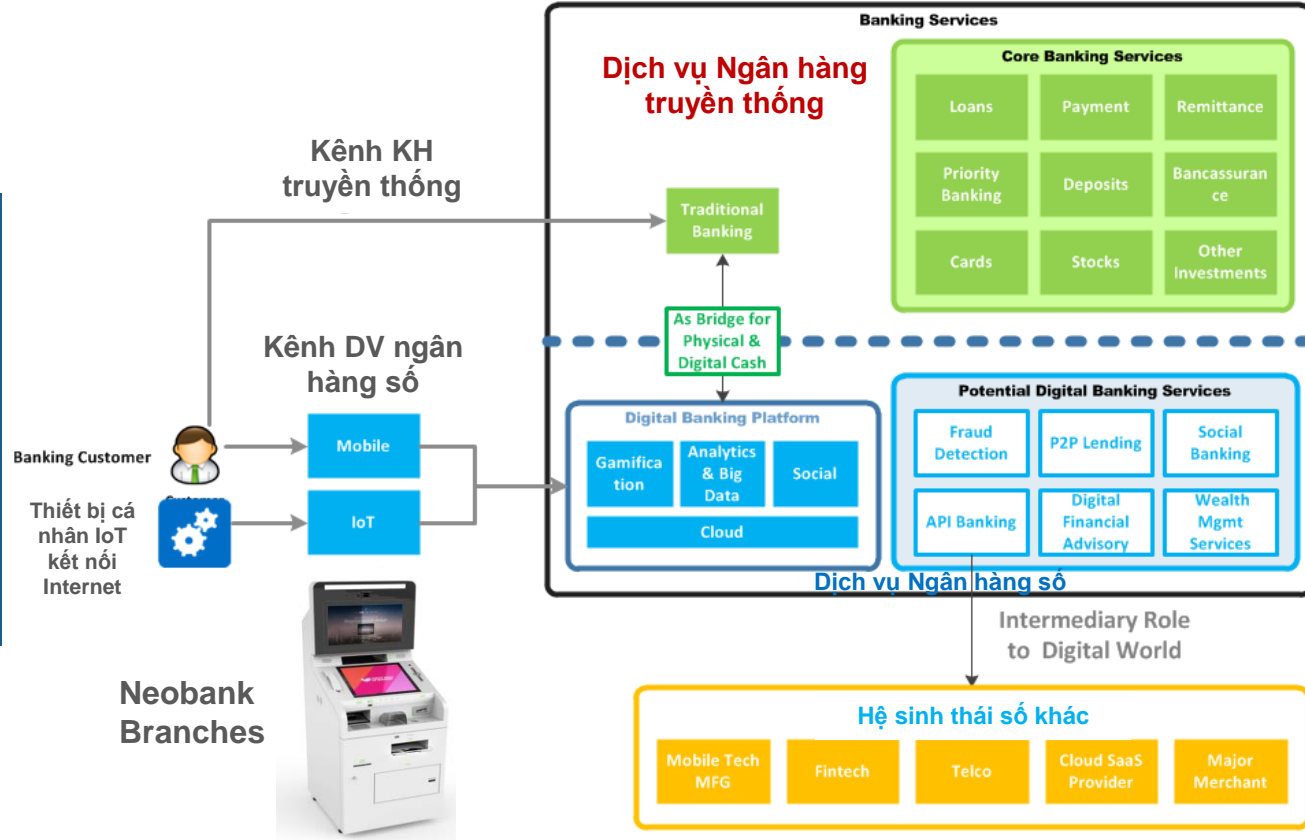 Banking Services
Dịch vụ Ngân hàng
truyền thống
Core Banking Services
Loans
Payment
Remittance
Priority
Banking
Deposits
Bancassuran
ce
Cards
Stocks
Other
Investments
Kênh KH
truyền thống
Traditional
Banking
As Bridge for
Physical &
Digital Cash
Kênh DV ngân
hàng số
Banking Customer
Customer
Thiết bị cá
nhân IoT
kết nối
Internet
Mobile
IoT
Digital Banking Platform
Gamifica
tion
Analytics
& Big
Data
Social
Cloud
Potential Digital Banking Services
Fraud
Detection
P2P Lending
Social
Banking
API Banking
Digital
Financial
Advisory
Wealth
Mgmt
Services
Dịch vụ Ngân hàng số
Intermediary Role
to Digital World
Neobank
Branches
Hệ sinh thái số khác
Mobile Tech
MFG
Fintech
Telco
Cloud SaaS
Provider
Major
Merchant